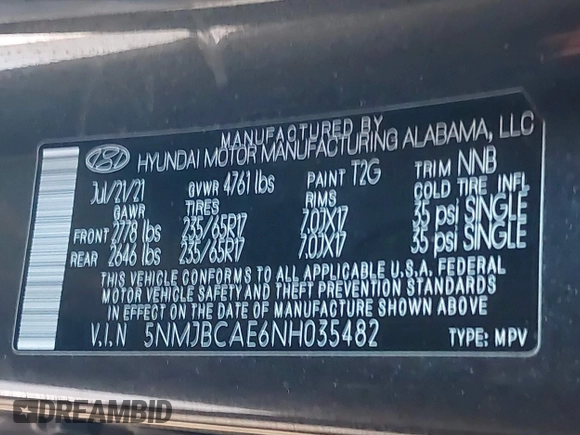 MANUFACTURED BY
HYUNDAI MOTOR MANUFACTURING ALABAMA, LLC
Jul/21/21 GVWR 4761 lbs PAINT T2G TRIM NNB
GAWR TIRES RIMS COLD TIRE INFL
FRONT 2778 lbs 235/65R17 7.0JX17 35 psi SINGLE
REAR 2646 lbs 235/65R17 7.0JX17 35 psi SINGLE
THIS VEHICLE CONFORMS TO ALL APPLICABLE U.S.A. FEDERAL
MOTOR VEHICLE SAFETY AND THEFT PREVENTION STANDARDS
IN EFFECT ON THE DATE OF MANUFACTURE SHOWN ABOVE
V.I.N 5NMJBCAE6NH035482 TYPE: MPV
DREAMBID